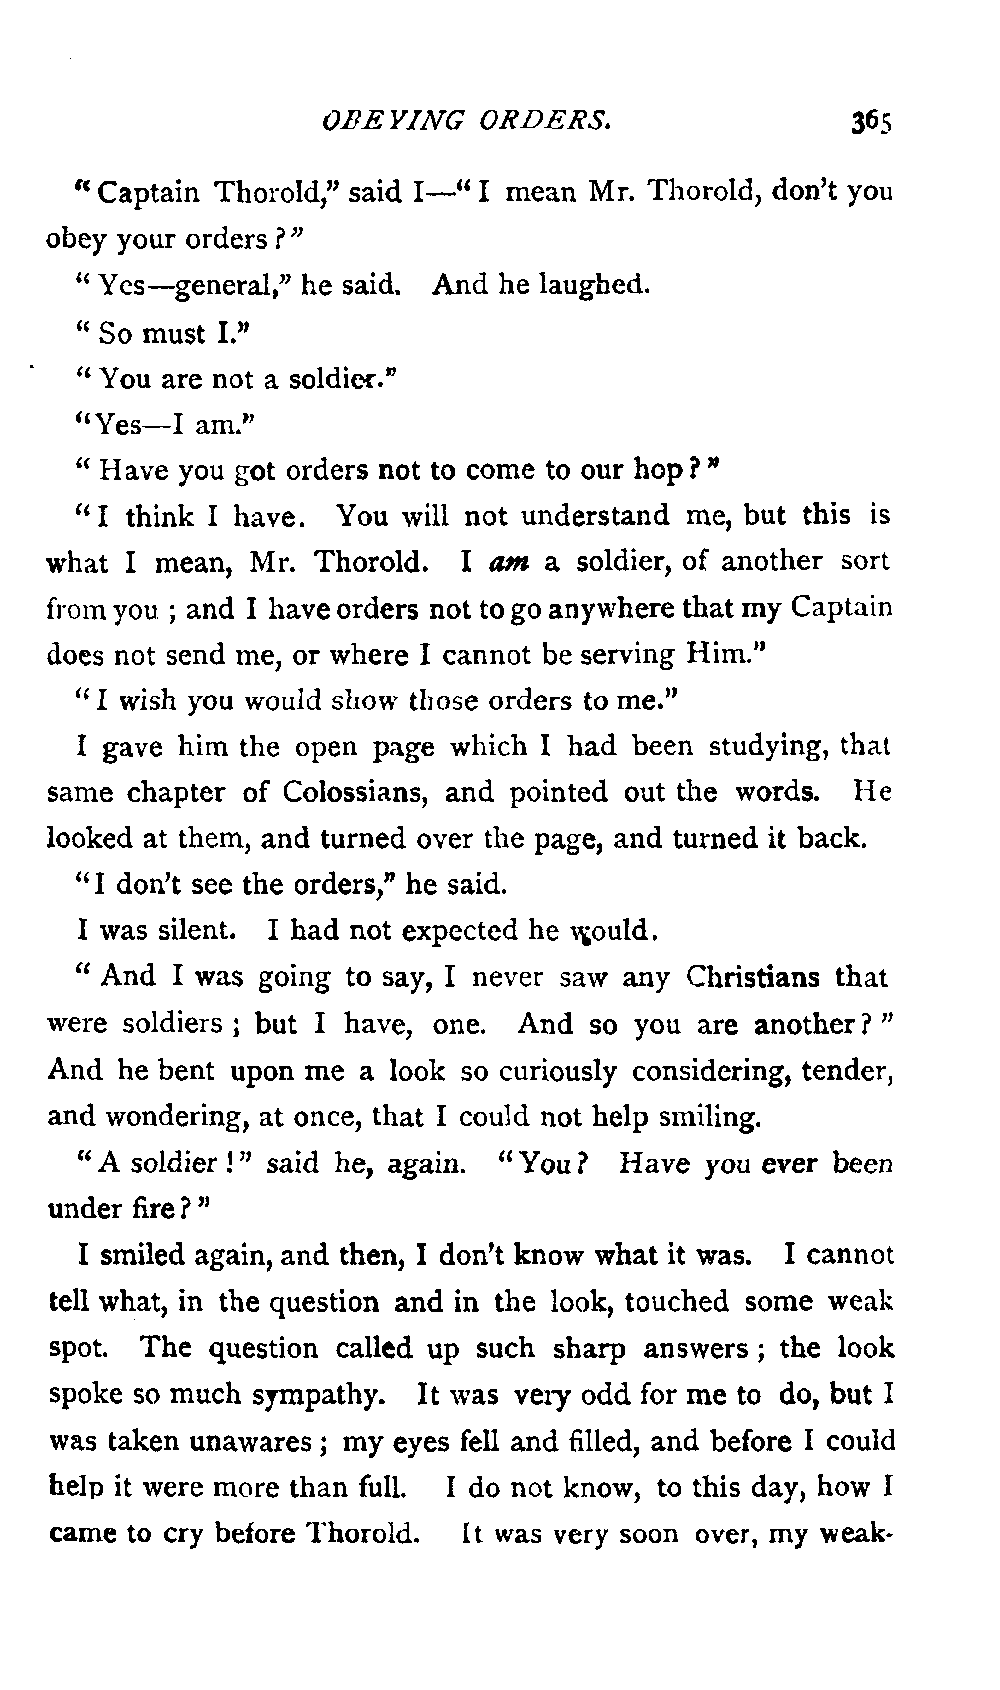 OBEYING ORDERS. 365
"Captain Thorold," said I—"I mean Mr. Thorold, don't you
obey your orders?"
"Yes—general," he said. And he laughed.
"So must I."
"You are not a soldier."
"Yes—I am."
"Have you got orders not to come to our hop?"
"I think I have. You will not understand me, but this is
what I mean, Mr. Thorold. I am a soldier, of another sort
from you; and I have orders not to go anywhere that my Captain
does not send me, or where I cannot be serving Him."
"I wish you would show those orders to me."
I gave him the open page which I had been studying, that
same chapter of Colossians, and pointed out the words. He
looked at them, and turned over the page, and turned it back.
"I don't see the orders," he said.
I was silent. I had not expected he would.
"And I was going to say, I never saw any Christians that
were soldiers; but I have, one. And so you are another?"
And he bent upon me a look so curiously considering, tender,
and wondering, at once, that I could not help smiling.
"A soldier!" said he, again. "You? Have you ever been
under fire?"
I smiled again, and then, I don't know what it was. I cannot
tell what, in the question and in the look, touched some weak
spot. The question called up such sharp answers; the look
spoke so much sympathy. It was very odd for me to do, but I
was taken unawares; my eyes fell and filled, and before I could
help it were more than full. I do not know, to this day, how I
came to cry before Thorold. It was very soon over, my weak-